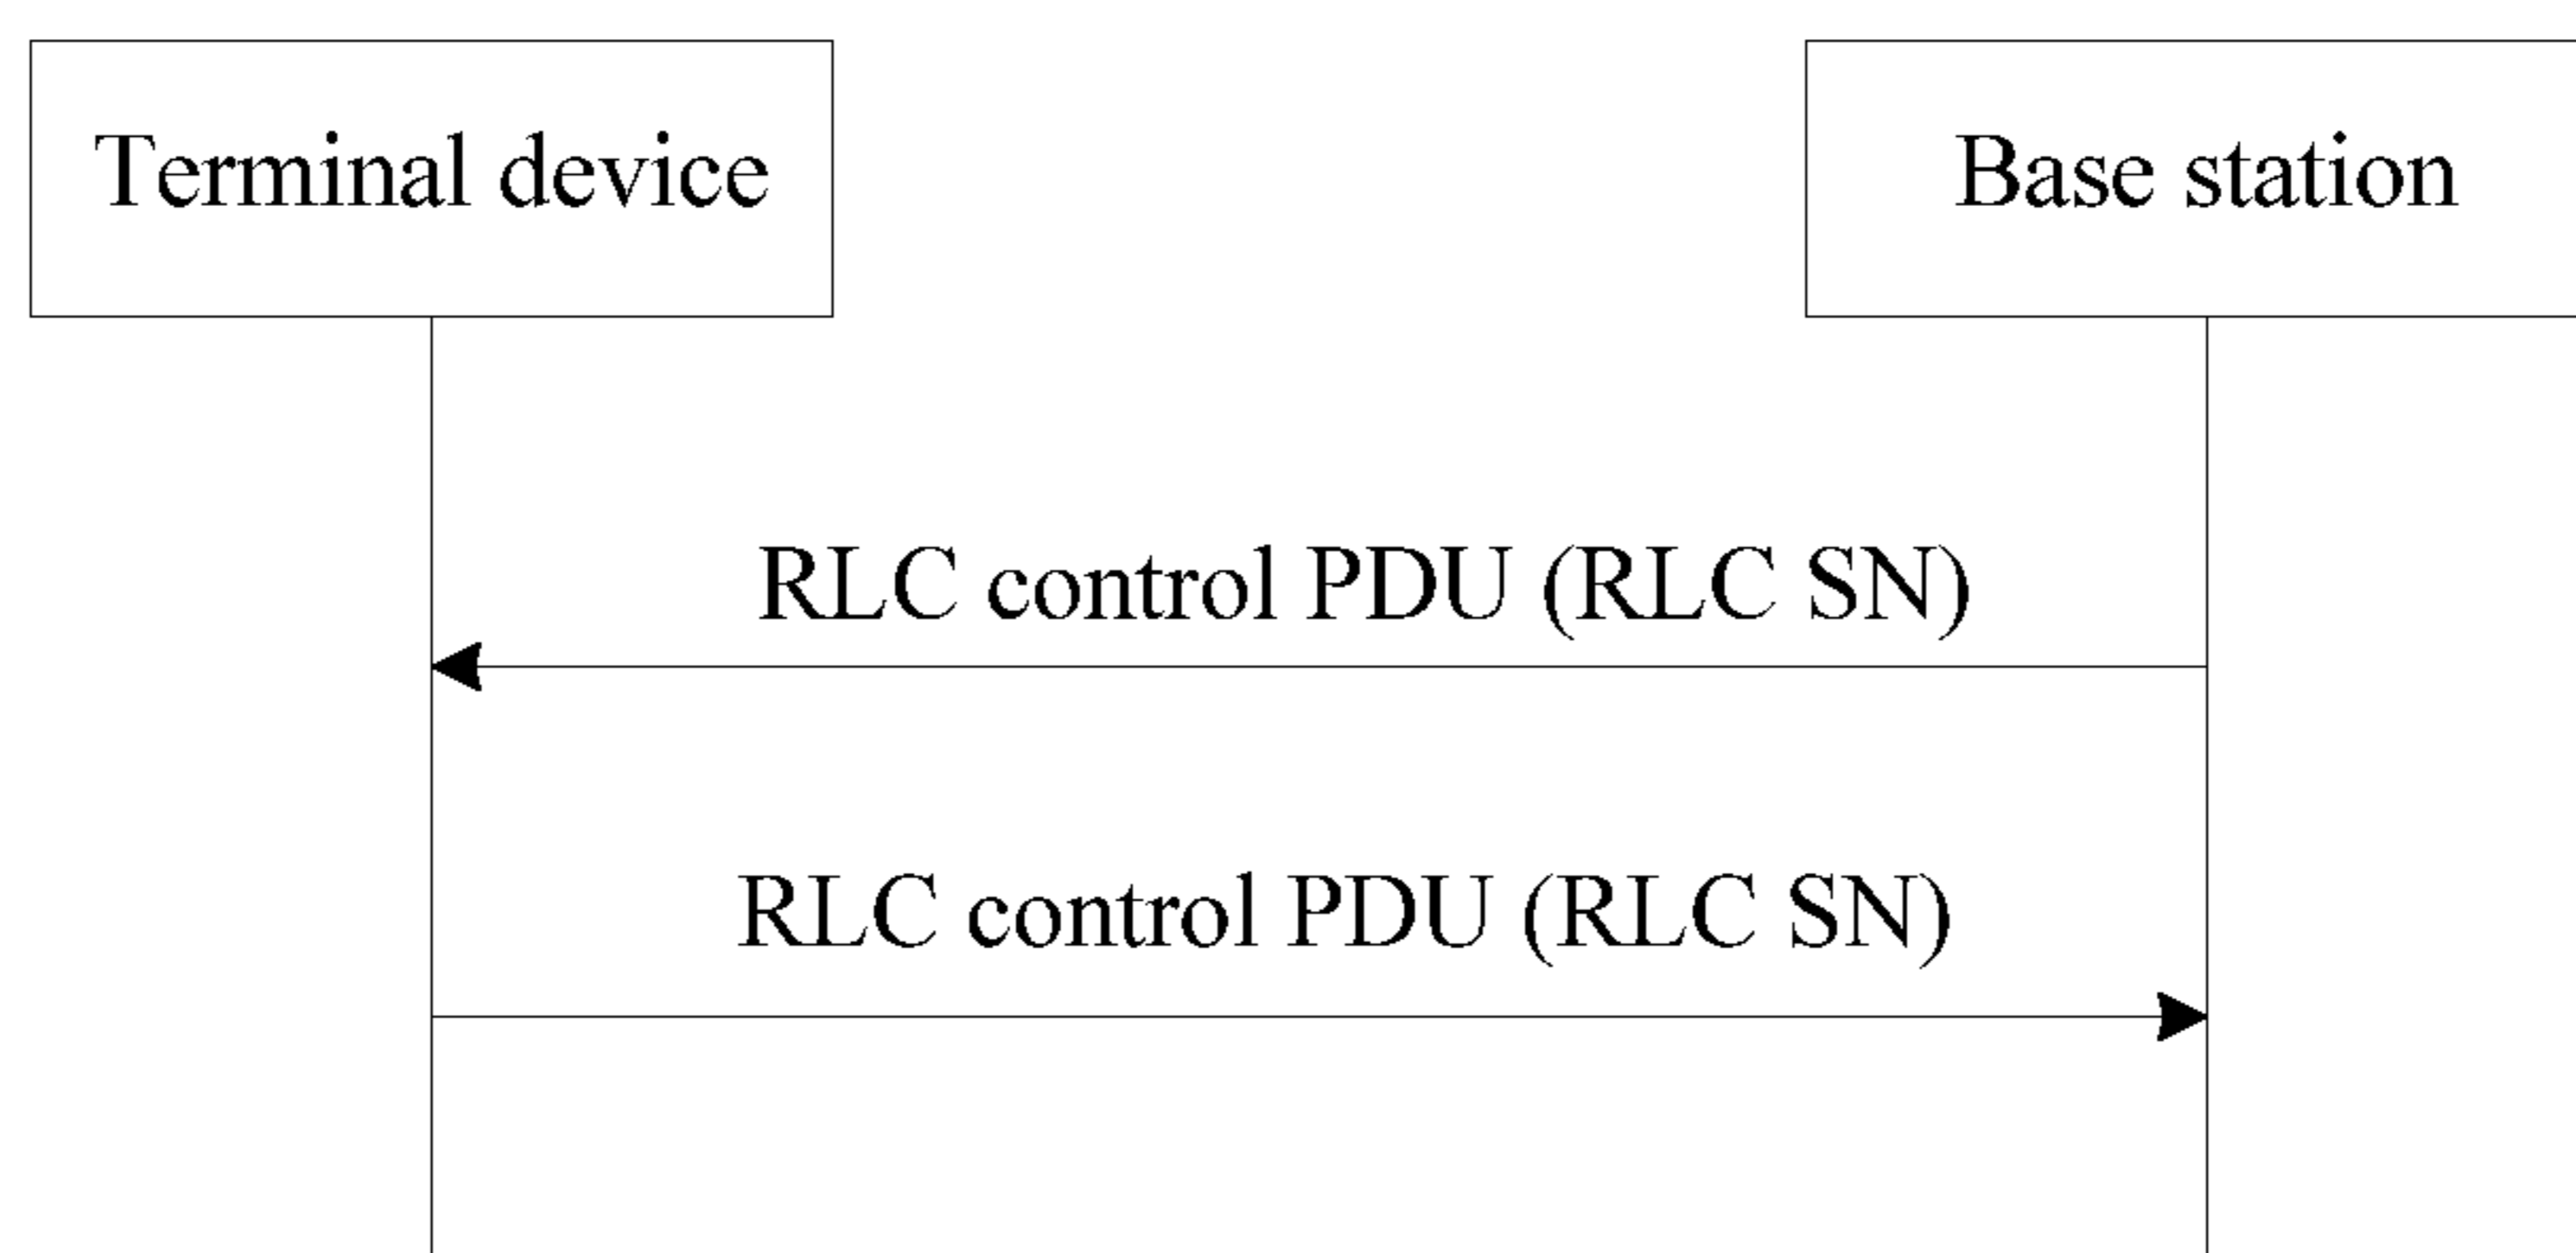 Terminal device
Base station
RLC control PDU (RLC SN)
RLC control PDU (RLC SN)